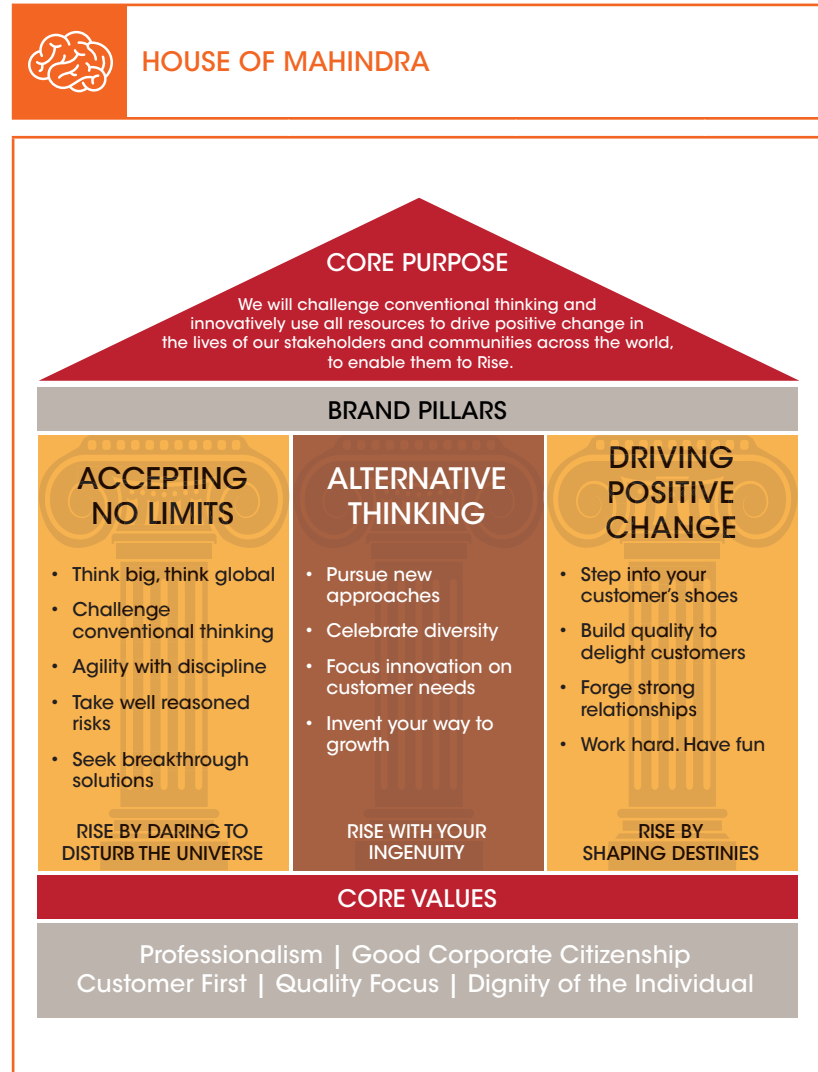 HOUSE OF MAHINDRA
CORE PURPOSE
We will challenge conventional thinking and
innovatively use all resources to drive positive change in
the lives of our stakeholders and communities across the world,
to enable them to Rise.
BRAND PILLARS
ACCEPTING
NO LIMITS
• Think big, think global
• Challenge
conventional thinking
• Agility with discipline
• Take well reasoned
risks
• Seek breakthrough
solutions
RISE BY DARING TO
DISTURB THE UNIVERSE
ALTERNATIVE
THINKING
• Pursue new
approaches
• Celebrate diversity
• Focus innovation on
customer needs
• Invent your way to
growth
RISE WITH YOUR
INGENUITY
DRIVING
POSITIVE
CHANGE
• Step into your
customer's shoes
• Build quality to
delight customers
• Forge strong
relationships
• Work hard. Have fun
RISE BY
SHAPING DESTINIES
CORE VALUES
Professionalism | Good Corporate Citizenship
Customer First | Quality Focus | Dignity of the Individual